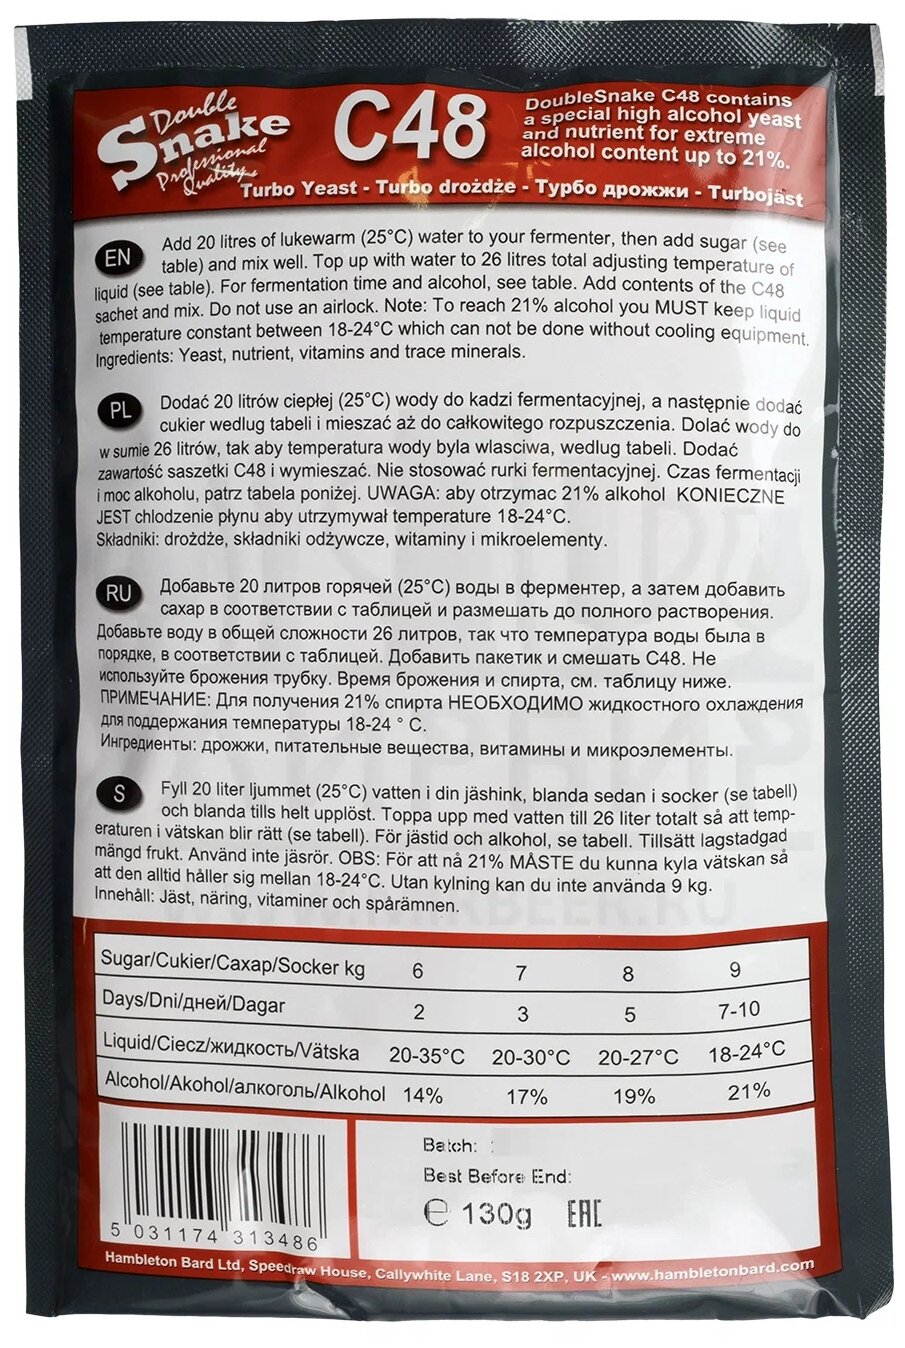 Double
Snake
Professional
Quality
C48
DoubleSnake C48 contains
a special high alcohol yeast
and nutrient for extreme
alcohol content up to 21%.
Turbo Yeast - Turbo drożdże - Турбо дрожжи - Turbojäst
EN Add 20 litres of lukewarm (25°C) water to your fermenter, then add sugar (see
table) and mix well. Top up with water to 26 litres total adjusting temperature of
liquid (see table). For fermentation time and alcohol, see table. Add contents of the C48
sachet and mix. Do not use an airlock. Note: To reach 21% alcohol you MUST keep liquid
temperature constant between 18-24°C which can not be done without cooling equipment.
Ingredients: Yeast, nutrient, vitamins and trace minerals.
PL Dodać 20 litrów ciepłej (25°C) wody do kadzi fermentacyjnej, a następnie dodać
cukier według tabeli i mieszać aż do całkowitego rozpuszczenia. Dolać wody do
w sumie 26 litrów, tak aby temperatura wody byla wlasciwa, według tabeli. Dodać
zawartość saszetki C48 i wymieszać. Nie stosować rurki fermentacyjnej. Czas fermentacji
i moc alkoholu, patrz tabela poniżej. UWAGA: aby otrzymac 21% alkohol KONIECZNE
JEST chlodzenie płynu aby utrzymywał temperature 18-24°C.
Składniki: drożdże, składniki odżywcze, witaminy i mikroelementy.
RU Добавьте 20 литров горячей (25°C) воды в ферментер, а затем добавить
сахар в соответствии с таблицей и размешать до полного растворения.
Добавьте воду в общей сложности 26 литров, так что температура воды была в
порядке, в соответствии с таблицей. Добавить пакетик и смешать C48. Не
используйте брожения трубку. Время брожения и спирта, см. таблицу ниже.
ПРИМЕЧАНИЕ: Для получения 21% спирта НЕОБХОДИМО жидкостного охлаждения
для поддержания температуры 18-24 ° C.
Ингредиенты: дрожжи, питательные вещества, витамины и микроэлементы.
S Fyll 20 liter ljummet (25°C) vatten i din jäshink, blanda sedan i socker (se tabell)
och blanda tills helt upplöst. Toppa upp med vatten till 26 liter totalt så att temp-
eraturen i vätskan blir rätt (se tabell). För jästid och alkohol, se tabell. Tillsätt lagstadgad
mängd frukt. Använd inte jäsrör. OBS: För att nå 21% MÅSTE du kunna kyla vätskan så
att den alltid håller sig mellan 18-24°C. Utan kylning kan du inte använda 9 kg.
Innehåll: Jäst, näring, vitaminer och spårämnen.
Sugar/Cukier/Caxap/Socker kg 6 7 8 9
Days/Dni/дней/Dagar 2 3 5 7-10
Liquid/Ciecz/жидкость/Vätska 20-35°C 20-30°C 20-27°C 18-24°C
Alcohol/Akohol/алкоголь/Alkohol 14% 17% 19% 21%
Batch: :
Best Before End:
℮ 130g EAC
5 031174 313486
Hambleton Bard Ltd, Speedraw House, Callywhite Lane, S18 2XP, UK - www.hambletonbard.com